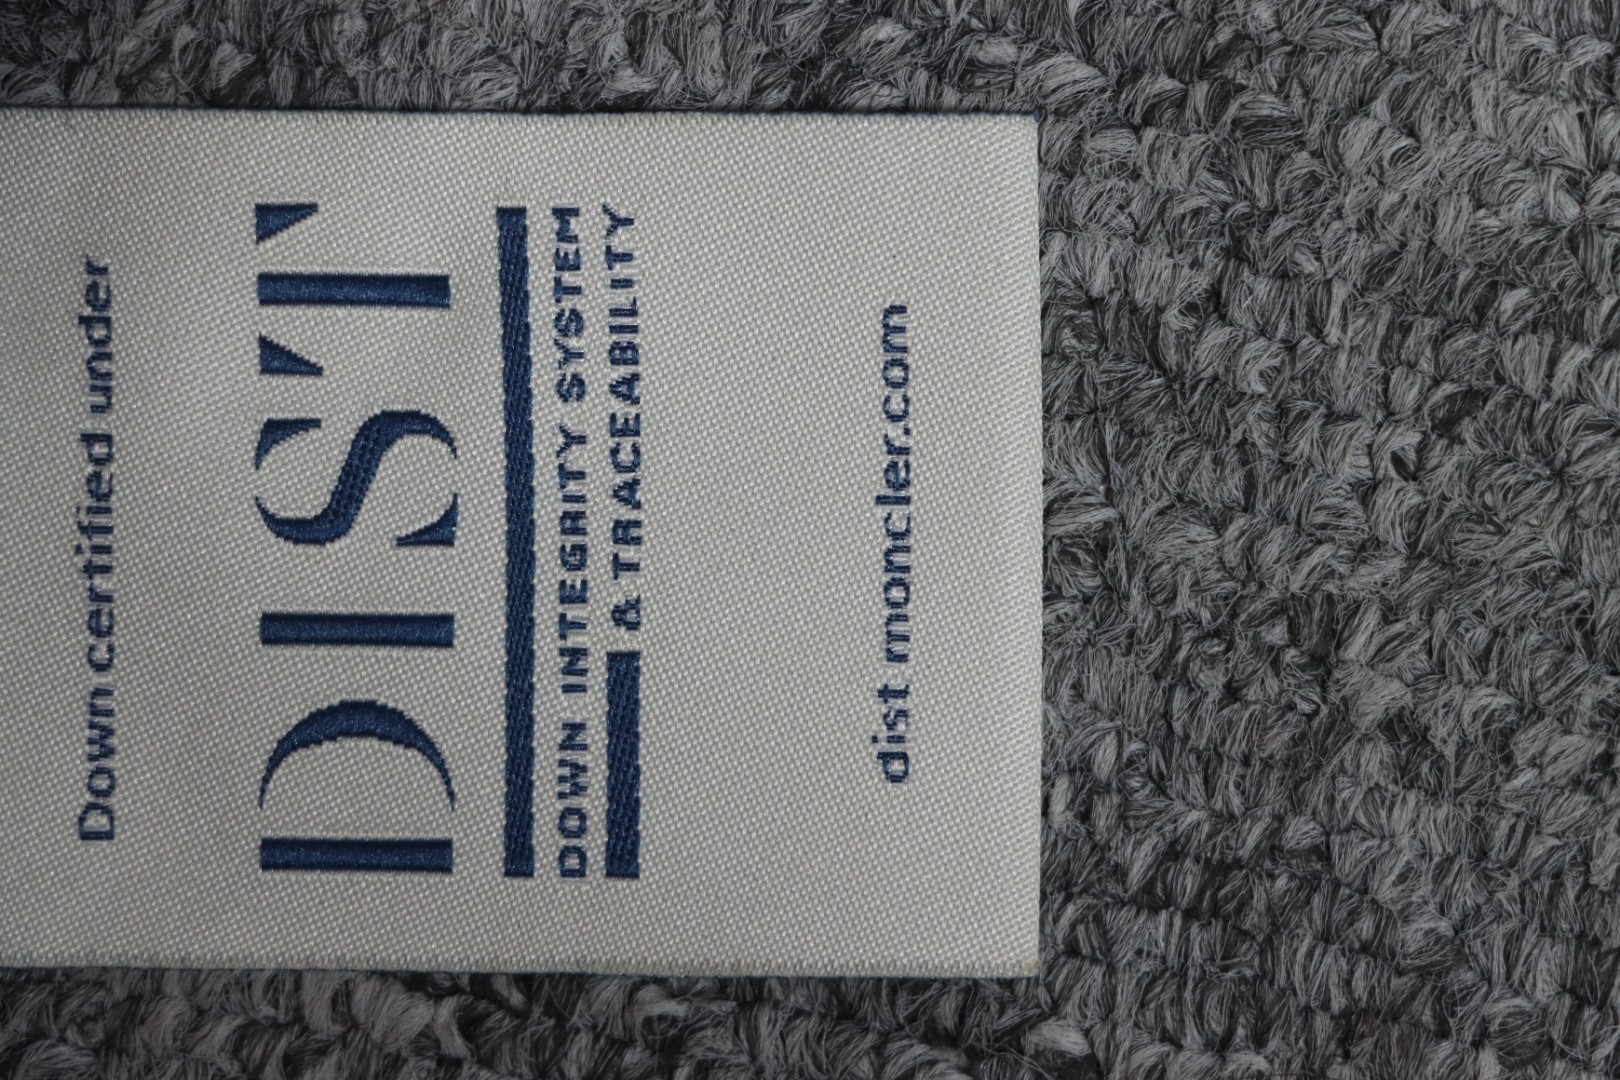 Down certified under
DIST
DOWN INTEGRITY SYSTEM
& TRACEABILITY
dist moncler.com